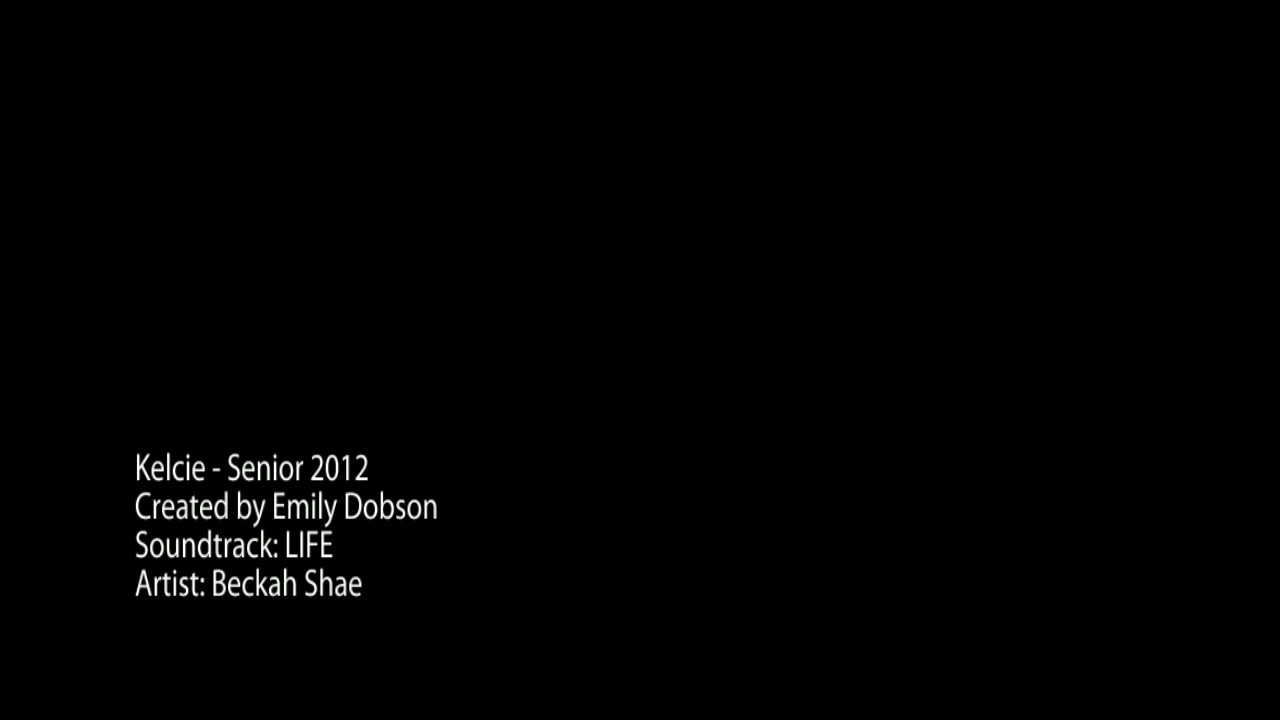 Kelcie - Senior 2012
Created by Emily Dobson
Soundtrack: LIFE
Artist: Beckah Shae